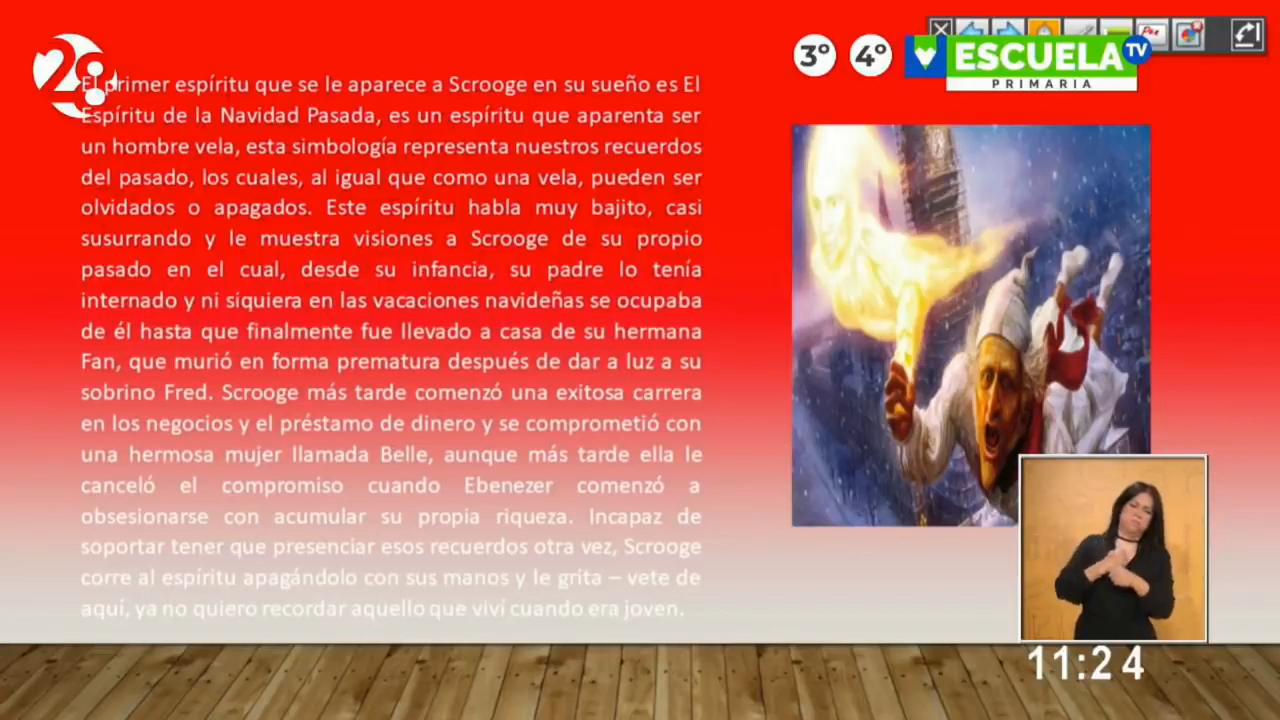 28
3° 4° ESCUELA TV
PRIMARIA
El primer espíritu que se le aparece a Scrooge en su sueño es El
Espíritu de la Navidad Pasada, es un espíritu que aparenta ser
un hombre vela, esta simbología representa nuestros recuerdos
del pasado, los cuales, al igual que como una vela, pueden ser
olvidados o apagados. Este espíritu habla muy bajito, casi
susurrando y le muestra visiones a Scrooge de su propio
pasado en el cual, desde su infancia, su padre lo tenía
internado y ni siquiera en las vacaciones navideñas se ocupaba
de él hasta que finalmente fue llevado a casa de su hermana
Fan, que murió en forma prematura después de dar a luz a su
sobrino Fred. Scrooge más tarde comenzó una exitosa carrera
en los negocios y el préstamo de dinero y se comprometió con
una hermosa mujer llamada Belle, aunque más tarde ella le
canceló el compromiso cuando Ebenezer comenzó a
obsesionarse con acumular su propia riqueza. Incapaz de
soportar tener que presenciar esos recuerdos otra vez, Scrooge
corre al espíritu apagándolo con sus manos y le grita – vete de
aquí, ya no quiero recordar aquello que viví cuando era joven.
11:24